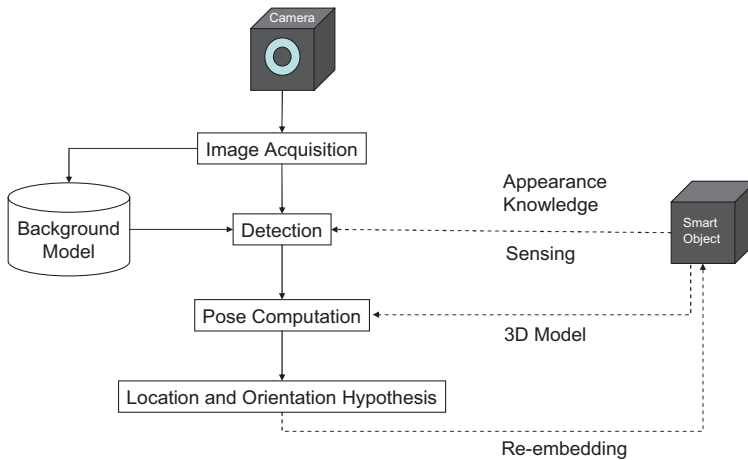 Camera
Image Acquisition
Appearance
Knowledge
Smart
Object
Background
Model
Detection
Sensing
Pose Computation
3D Model
Location and Orientation Hypothesis
Re-embedding